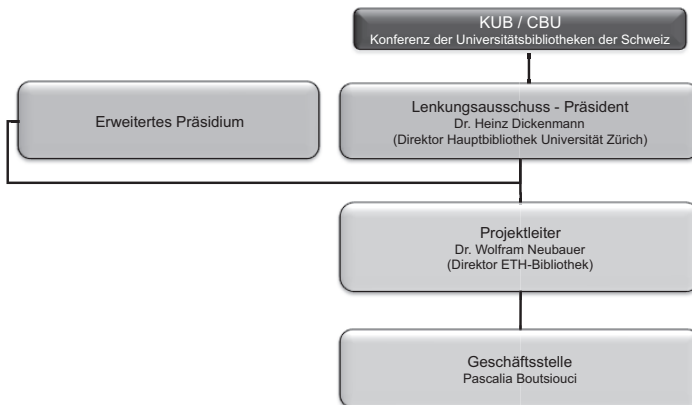 KUB / CBU
Konferenz der Universitätsbibliotheken der Schweiz
Erweitertes Präsidium
Lenkungsausschuss - Präsident
Dr. Heinz Dickenmann
(Direktor Hauptbibliothek Universität Zürich)
Projektleiter
Dr. Wolfram Neubauer
(Direktor ETH-Bibliothek)
Geschäftsstelle
Pascalia Boutsiouci